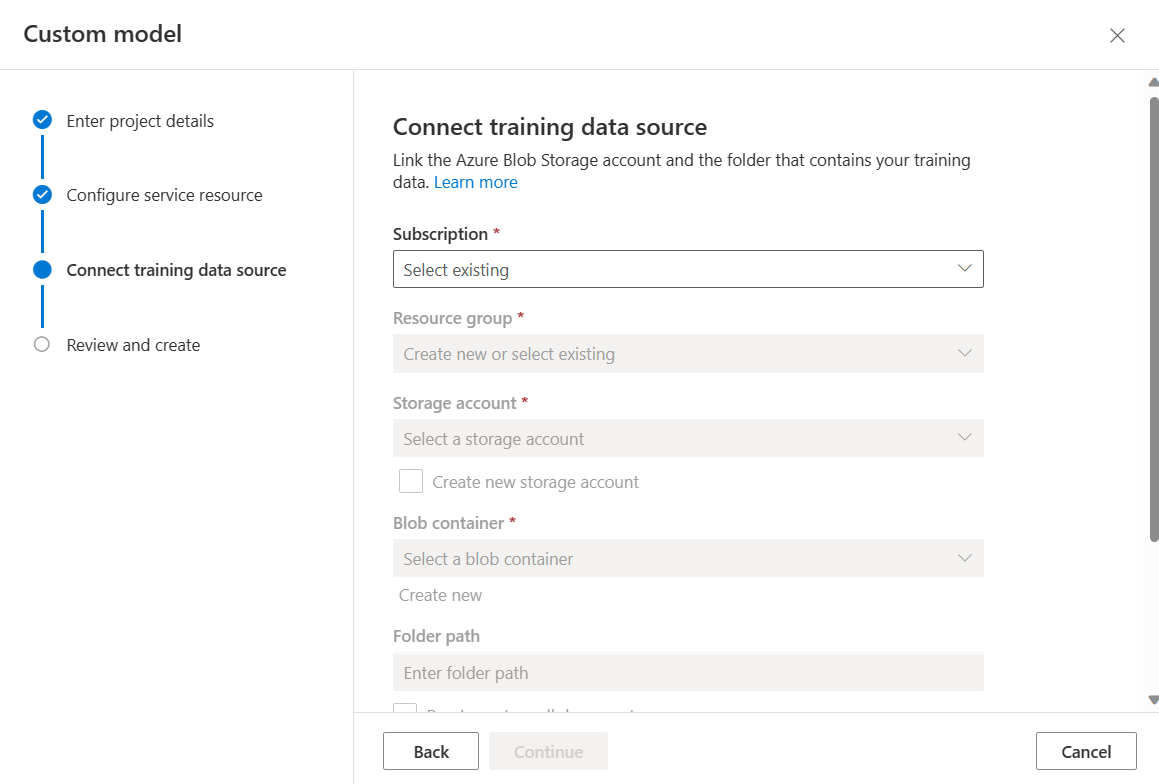 Custom model
Enter project details
Configure service resource
Connect training data source
Review and create
Connect training data source
Link the Azure Blob Storage account and the folder that contains your training
data. Learn more
Subscription *
Select existing
Resource group *
Create new or select existing
Storage account *
Select a storage account
Create new storage account
Blob container *
Select a blob container
Create new
Folder path
Enter folder path
Back
Continue
Cancel